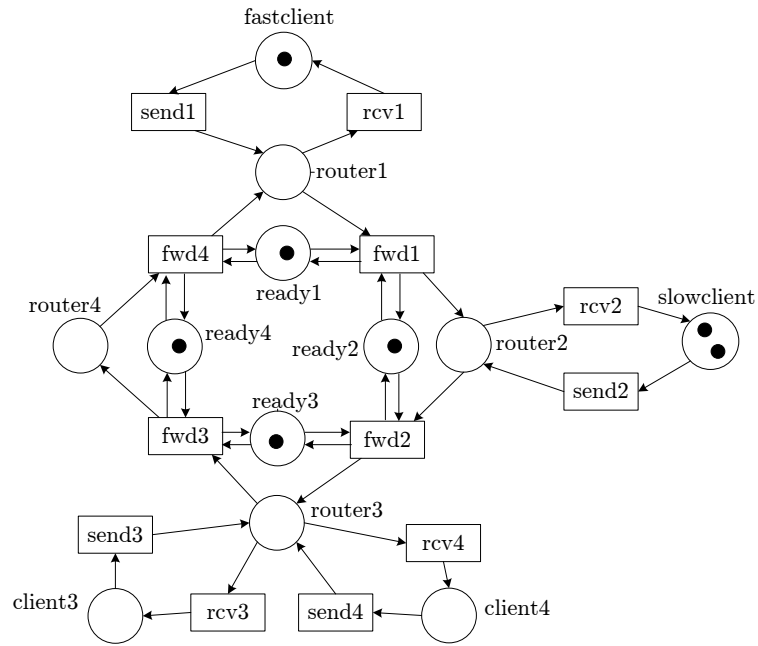 fastclient
send1
rcv1
router1
fwd4
fwd1
ready1
router4
ready4
ready2
router2
rcv2
slowclient
send2
ready3
fwd3
fwd2
router3
send3
rcv4
client3
rcv3
send4
client4